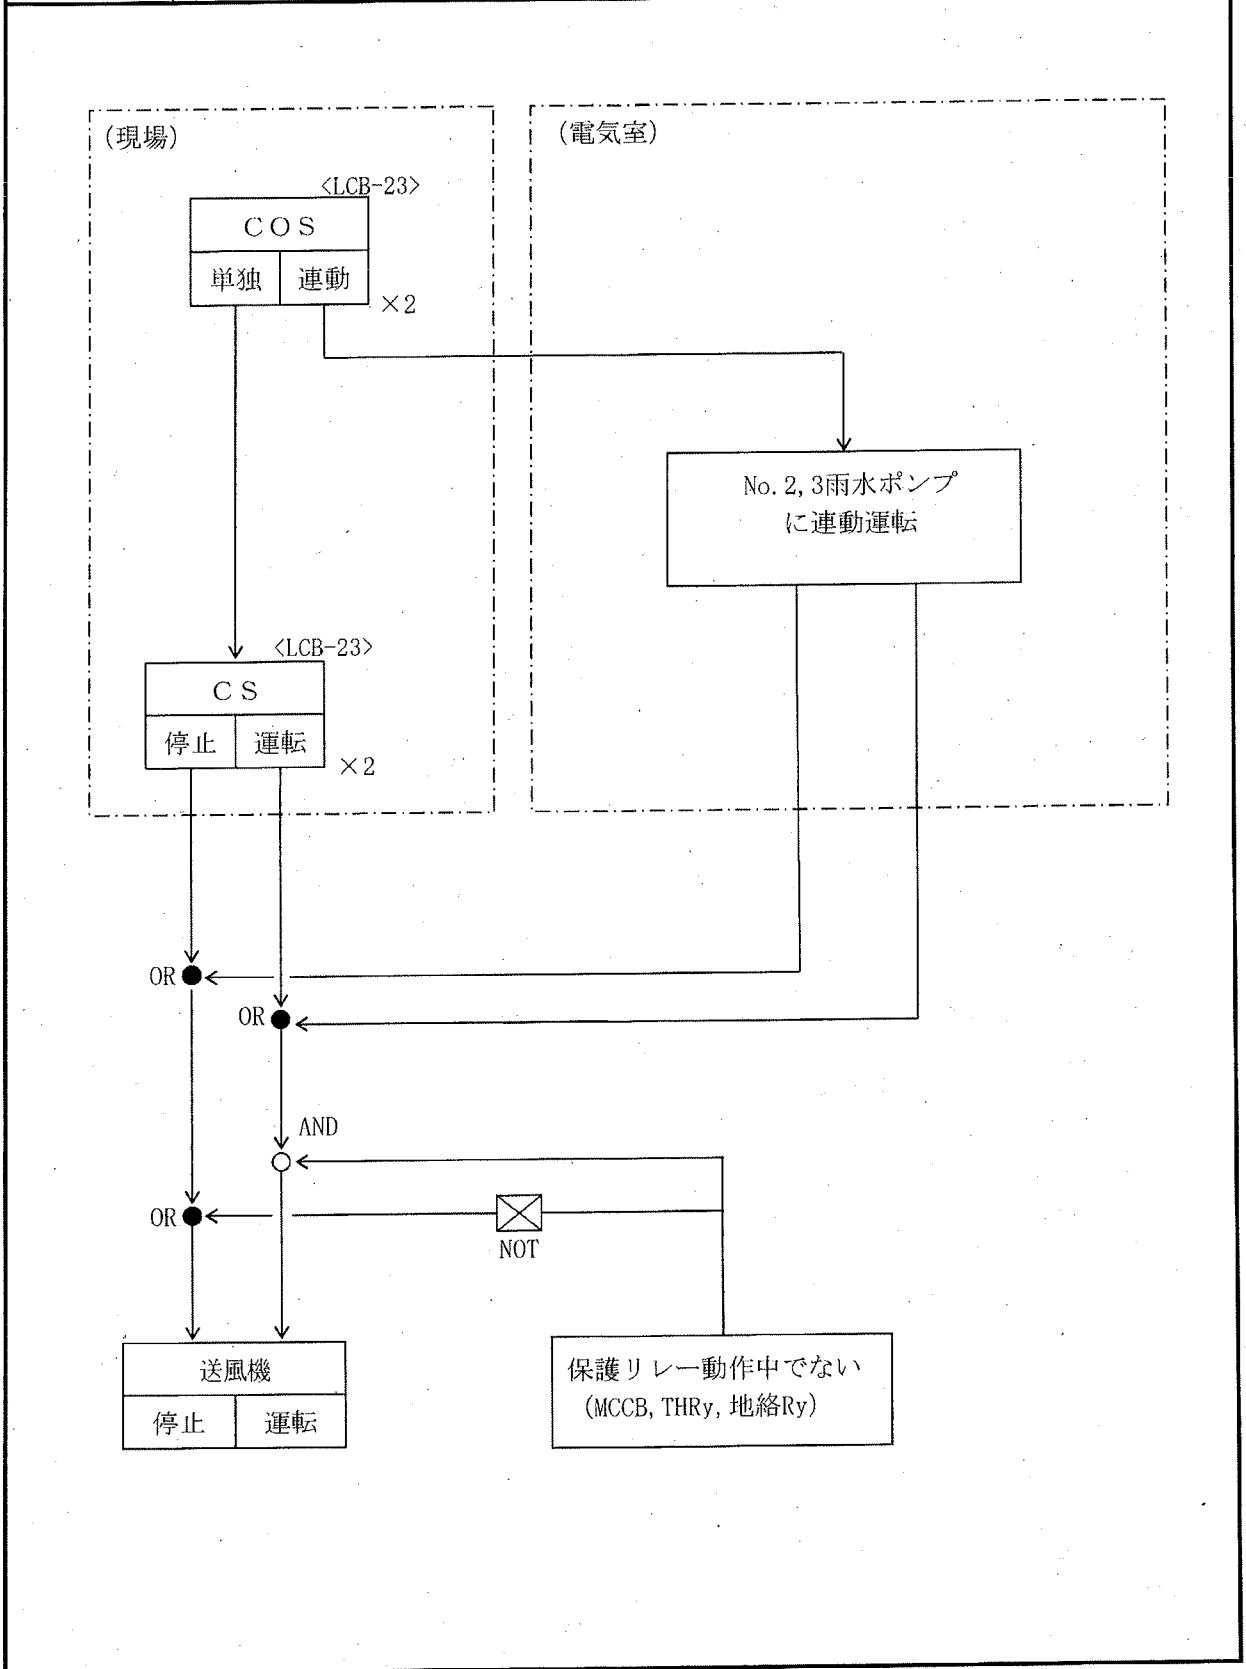 (現場)
(電気室)
<LCB-23>
COS
単独
連動
×2
No.2,3雨水ポンプ
に連動運転
<LCB-23>
CS
停止
運転
×2
OR
OR
AND
OR
NOT
送風機
停止
運転
保護リレー動作中でない
(MCCB,THRy,地絡Ry)